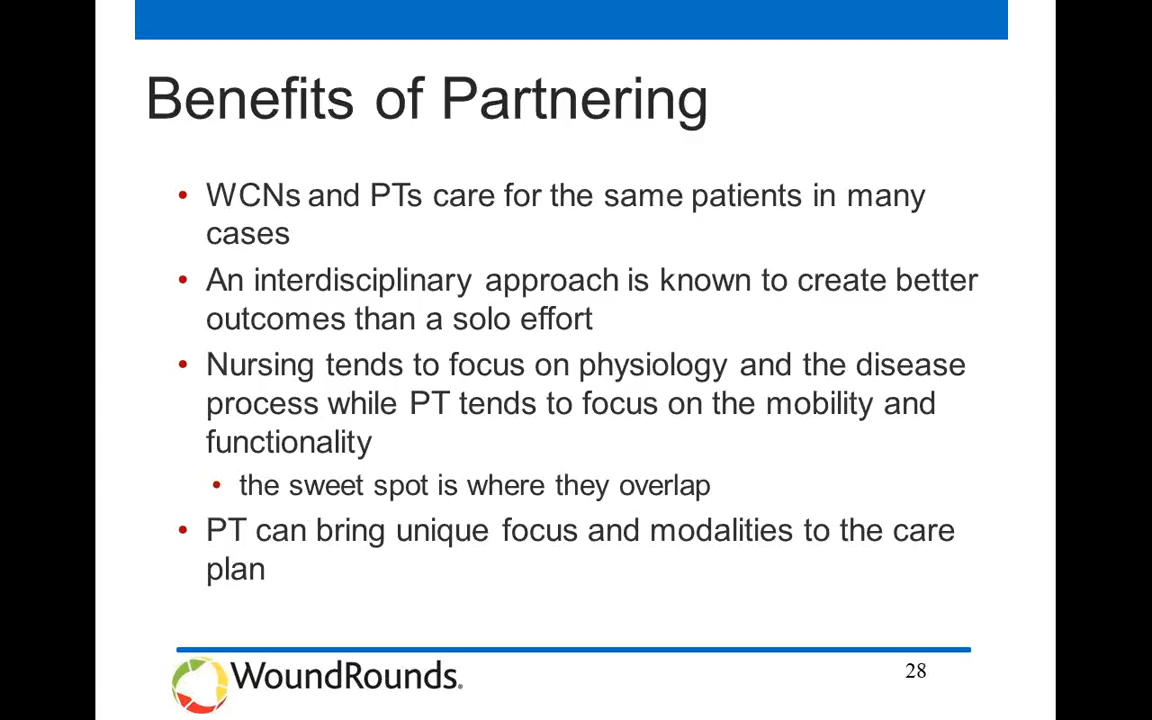 Benefits of Partnering
• WCNs and PTs care for the same patients in many
cases
• An interdisciplinary approach is known to create better
outcomes than a solo effort
• Nursing tends to focus on physiology and the disease
process while PT tends to focus on the mobility and
functionality
• the sweet spot is where they overlap
• PT can bring unique focus and modalities to the care
plan
WoundRounds.
28